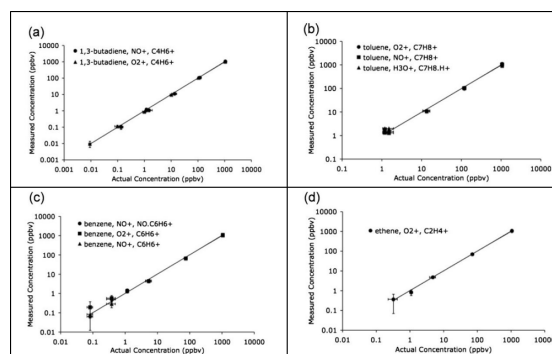 (a)
1,3-butadiene, NO+, C4H6+
1,3-butadiene, O2+, C4H6+
Measured Concentration (ppbv)
10000
1000
100
10
1
0.1
0.01
0.001
0.001 0.01 0.1 1 10 100 1000 10000
Actual Concentration (ppbv)
(b)
toluene, O2+, C7H8+
toluene, NO+, C7H8+
toluene, H3O+, C7H8.H+
Measured Concentration (ppbv)
10000
1000
100
10
1
0.1
0.1 1 10 100 1000 10000
Actual Concentration (ppbv)
(c)
benzene, NO+, NO.C6H6+
benzene, O2+, C6H6+
benzene, NO+, C6H6+
Measured Concentration (ppbv)
10000
1000
100
10
1
0.1
0.01
0.01 0.1 1 10 100 1000 10000
Actual Concentration (ppbv)
(d)
ethene, O2+, C2H4+
Measured Concentration (ppbv)
10000
1000
100
10
1
0.1
0.01
0.01 0.1 1 10 100 1000 10000
Actual Concentration (ppbv)